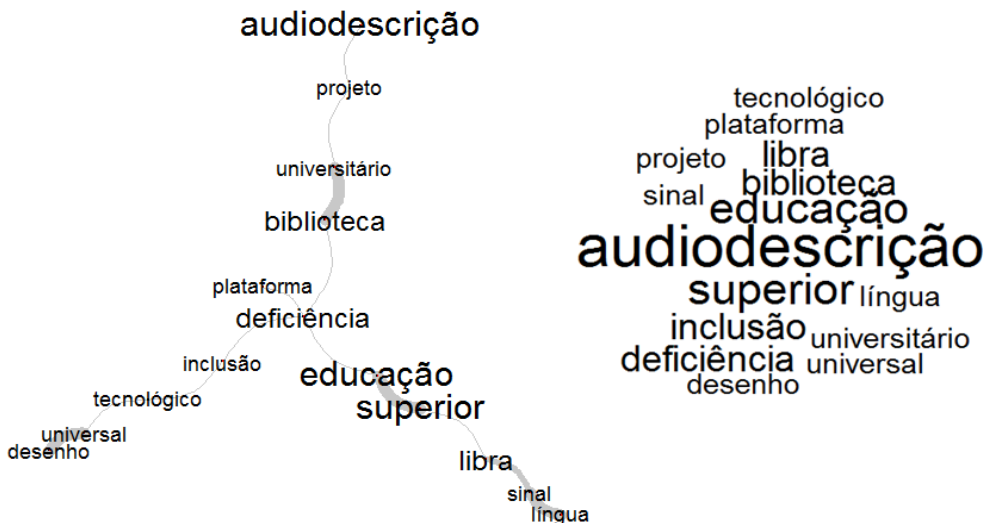 audiodescrição
projeto
universitário
biblioteca
plataforma
deficiência
inclusão
educação
tecnológico
superior
universal
desenho
libra
sinal
língua
tecnológico
plataforma
projeto
libra
sinal
biblioteca
educação
audiodescrição
superior
língua
inclusão
universitário
deficiência
universal
desenho